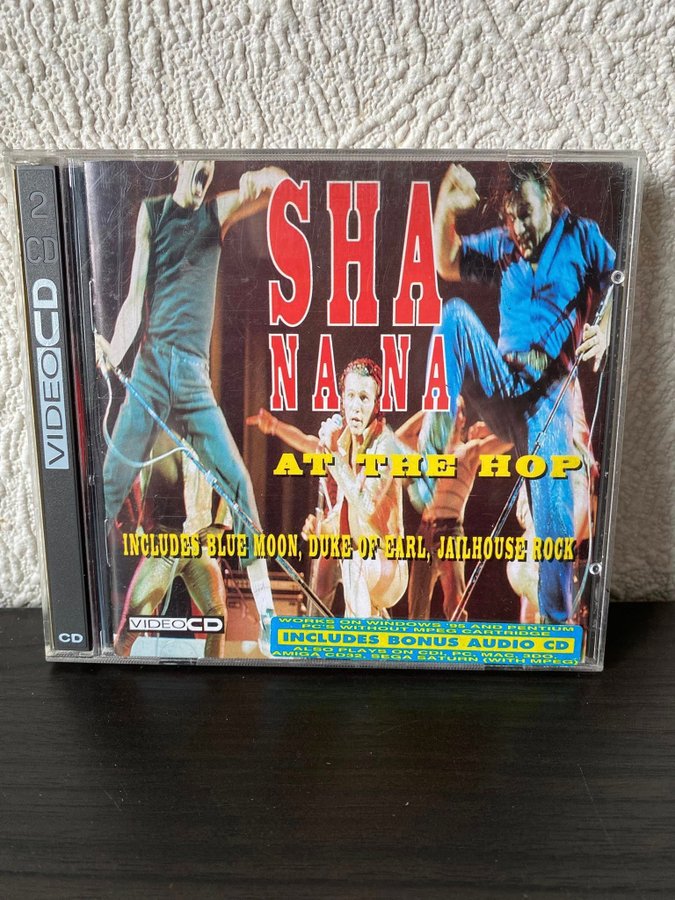 2 CD
VIDEO CD
CD
SHA
NA NA
AT THE HOP
INCLUDES BLUE MOON, DUKE OF EARL, JAILHOUSE ROCK
VIDEO CD
WORKS ON WINDOWS '95 AND PENTIUM
PC'S WITHOUT MPEG CARTRIDGE
INCLUDES BONUS AUDIO CD
ALSO PLAYS ON CDI, PC, MAC, 3DO,
AMIGA CD32, SEGA SATURN (WITH MPEG)